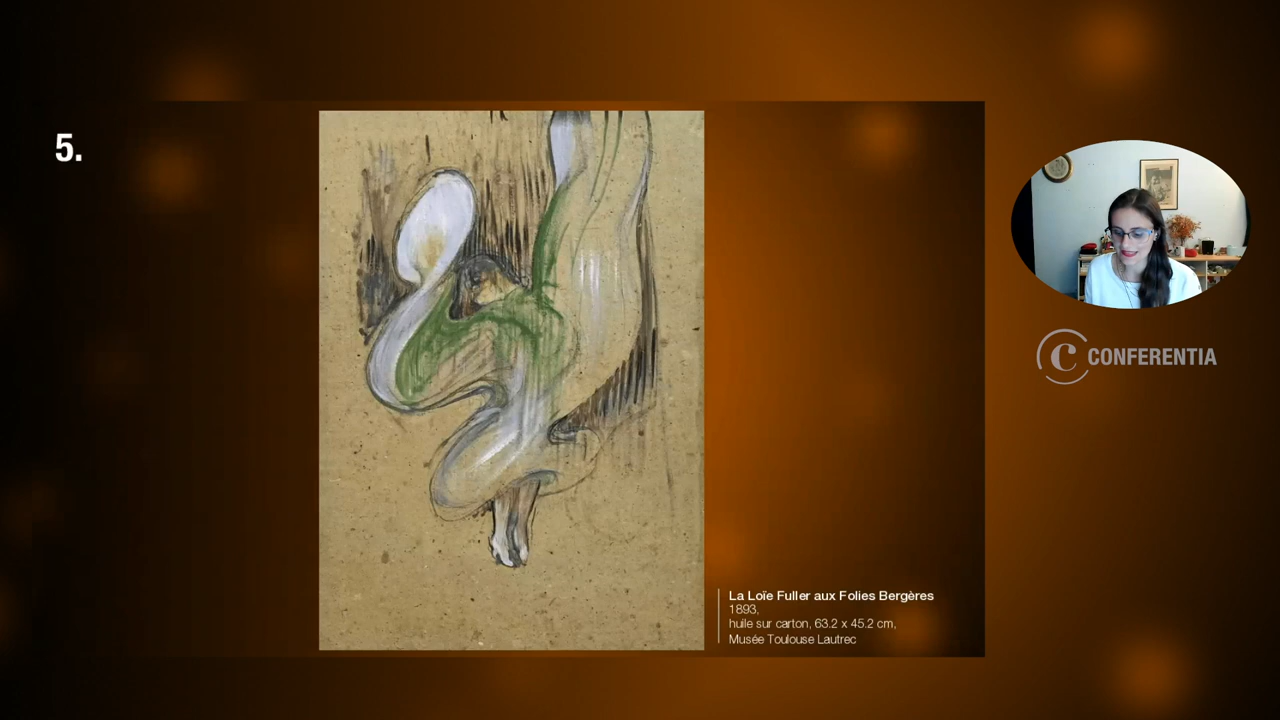 5.
C CONFERENTIA
La Loïe Fuller aux Folies Bergères
1893,
huile sur carton, 63.2 x 45.2 cm,
Musée Toulouse Lautrec